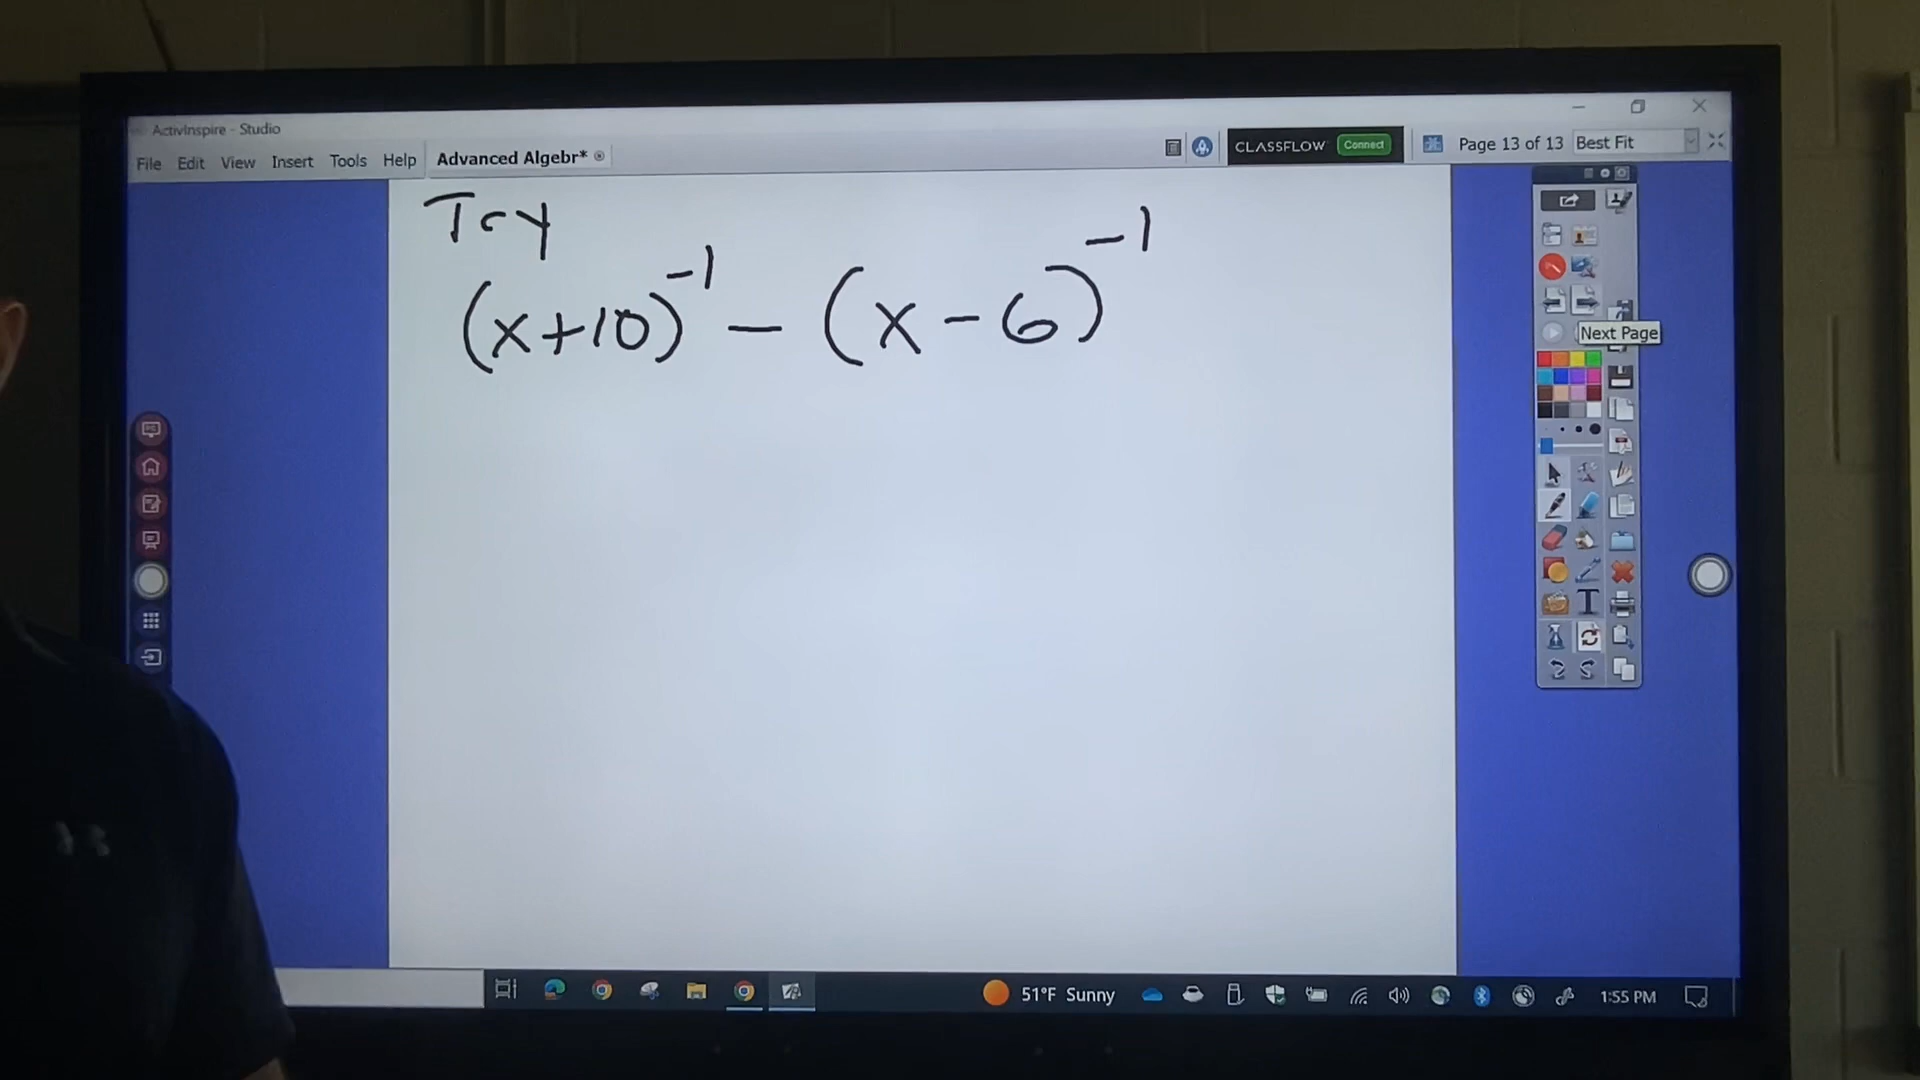 ActivInspire - Studio
File Edit View Insert Tools Help
Advanced Algebr*
CLASSFLOW Connect
Page 13 of 13 Best Fit
Try
(x+10)⁻¹ − (x−6)⁻¹
Next Page
T
51°F Sunny
1:55 PM